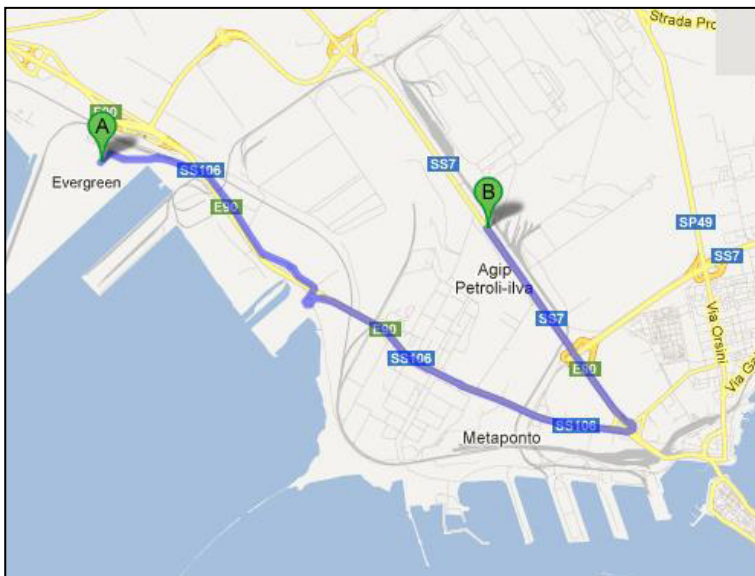 Strada Pro
E90
A
SS106
Evergreen
E90
SS7
B
SP49
SS7
Agip
Petroli-ilva
Via Orsini
SS7
E90
SS106
E90
Via Ga
SS106
Metaponto